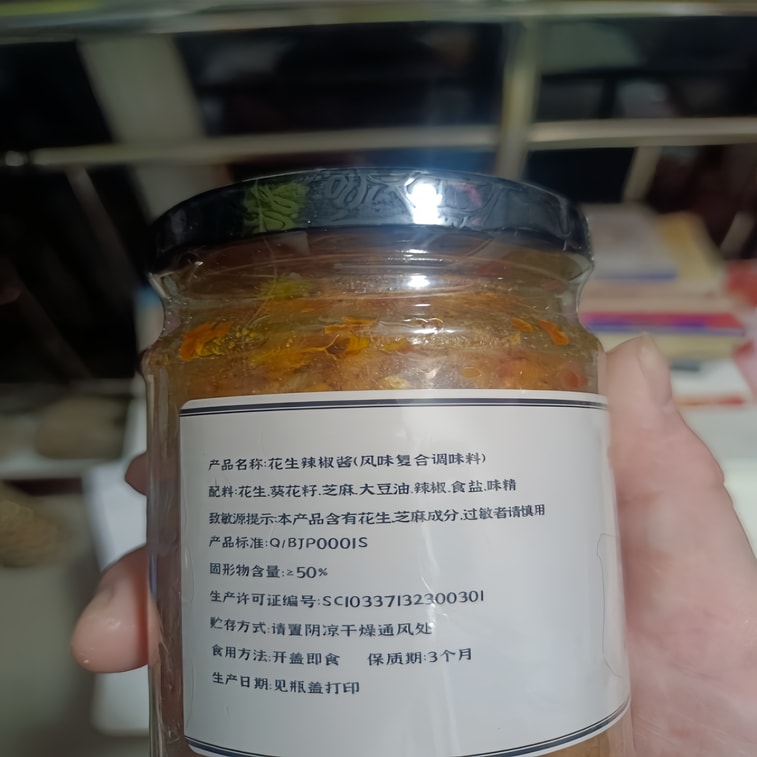 产品名称:花生辣椒酱(风味复合调味料)
配料:花生.葵花籽.芝麻.大豆油.辣椒.食盐.味精
致敏源提示:本产品含有花生.芝麻成分.过敏者请慎用
产品标准:Q/BJP0001S
固形物含量:≥50%
生产许可证编号:SC10337132300301
贮存方式:请置阴凉干燥通风处
食用方法:开盖即食 保质期:3个月
生产日期:见瓶盖打印